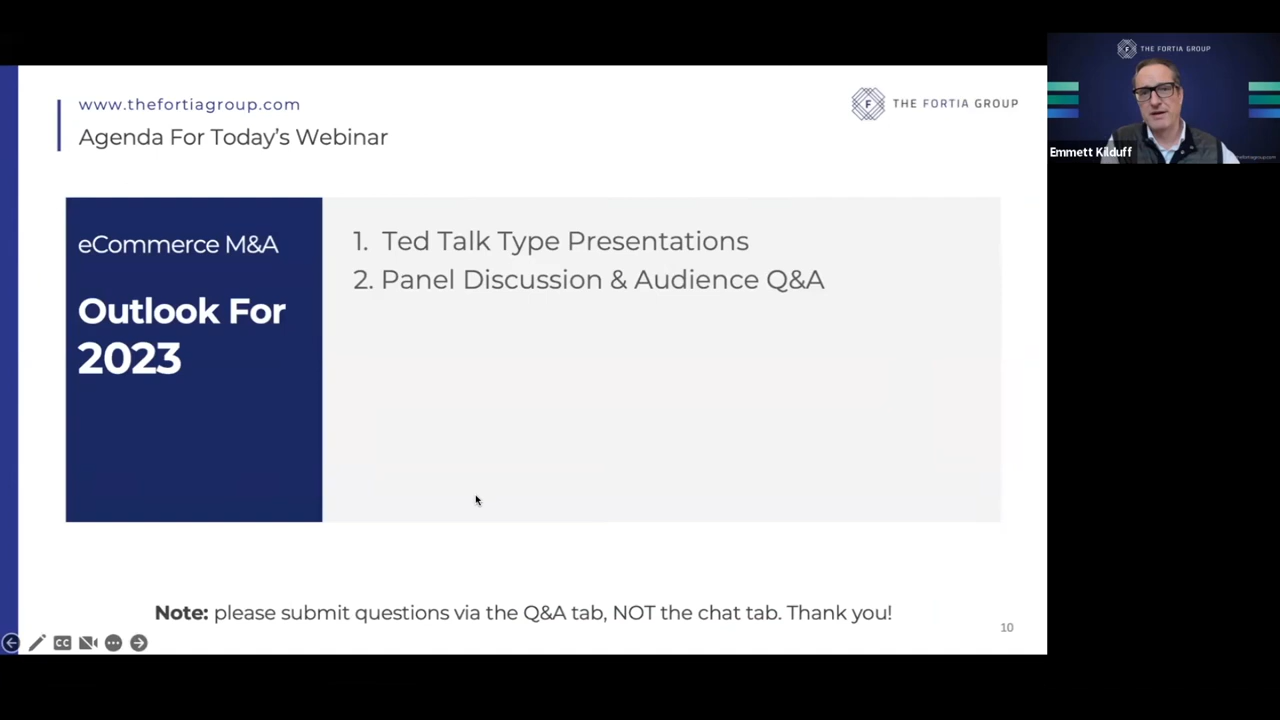 www.thefortiagroup.com
Agenda For Today's Webinar
F THE FORTIA GROUP
eCommerce M&A
Outlook For
2023
1. Ted Talk Type Presentations
2. Panel Discussion & Audience Q&A
Note: please submit questions via the Q&A tab, NOT the chat tab. Thank you!
10
CC
F THE FORTIA GROUP
Emmett Kilduff